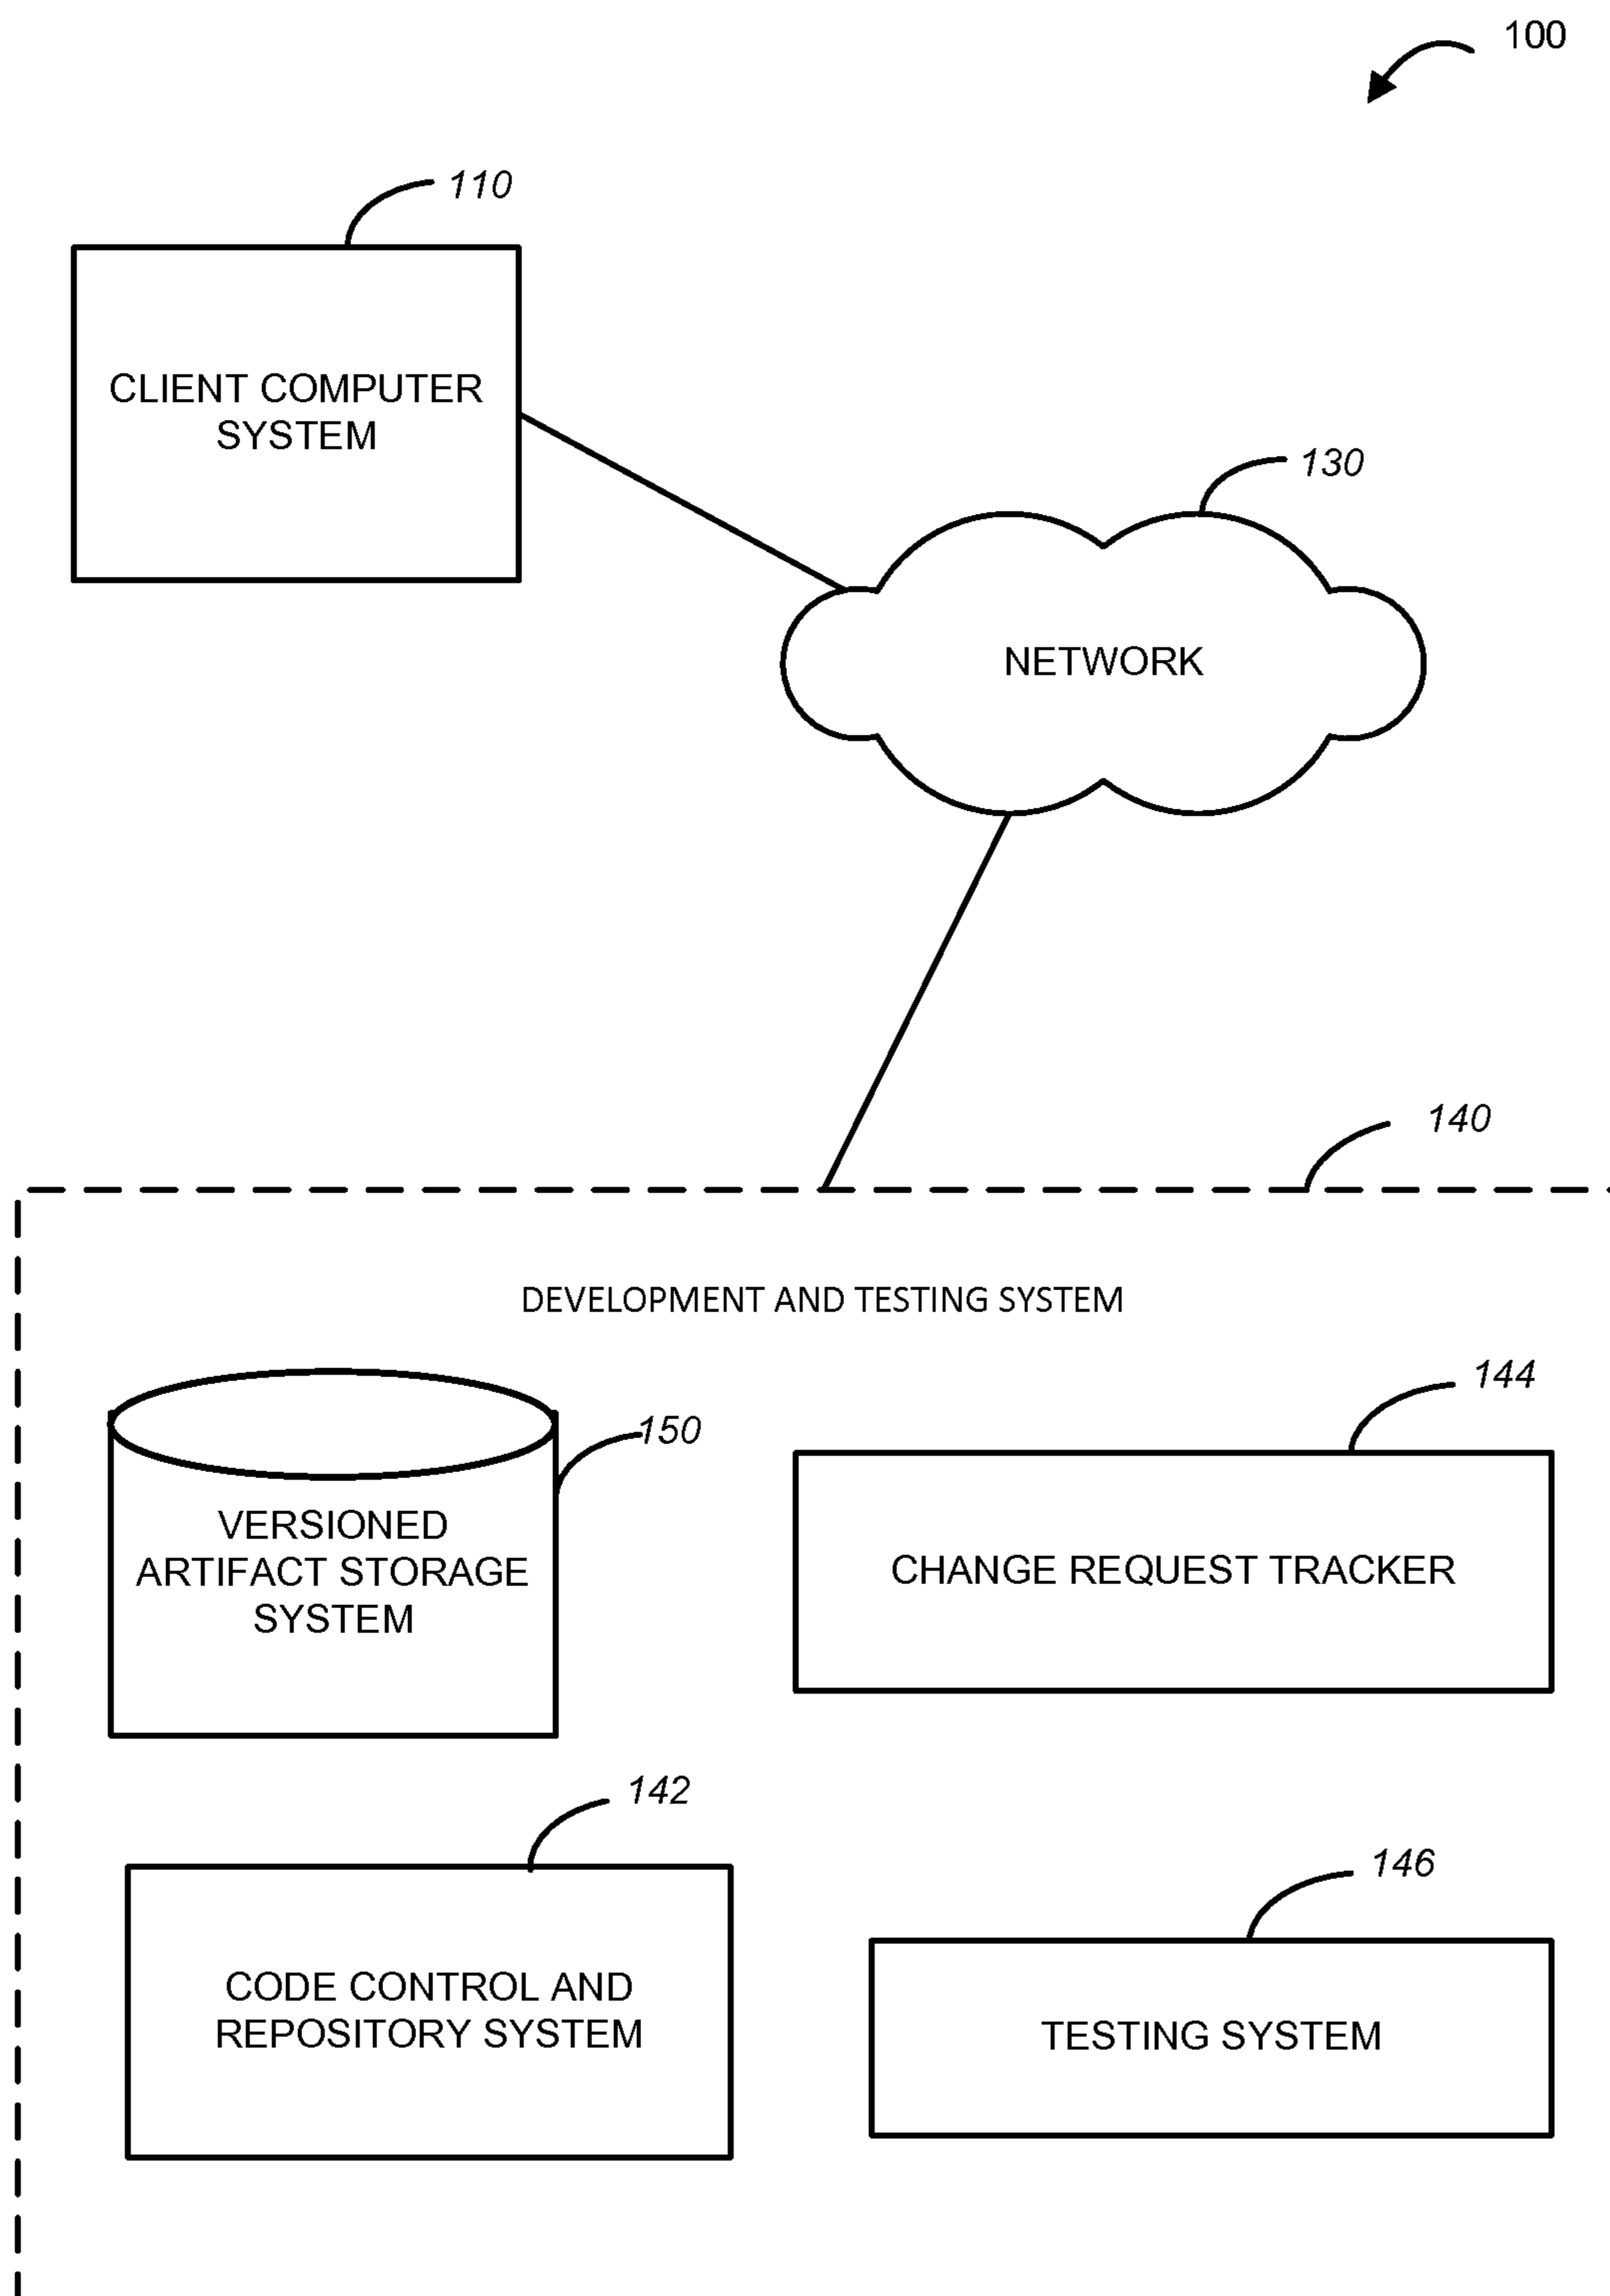 100
110
CLIENT COMPUTER
SYSTEM
130
NETWORK
140
DEVELOPMENT AND TESTING SYSTEM
144
150
VERSIONED
ARTIFACT STORAGE
SYSTEM
CHANGE REQUEST TRACKER
142
146
CODE CONTROL AND
REPOSITORY SYSTEM
TESTING SYSTEM